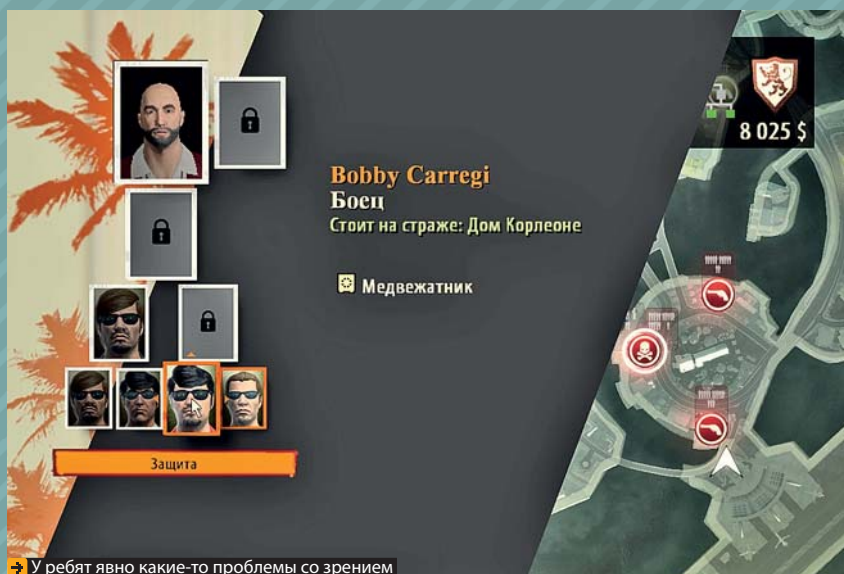 8 025 $
Bobby Carregi
Боец
Стоит на страже: Дом Корлеоне
Медвежатник
Защита
У ребят явно какие-то проблемы со зрением